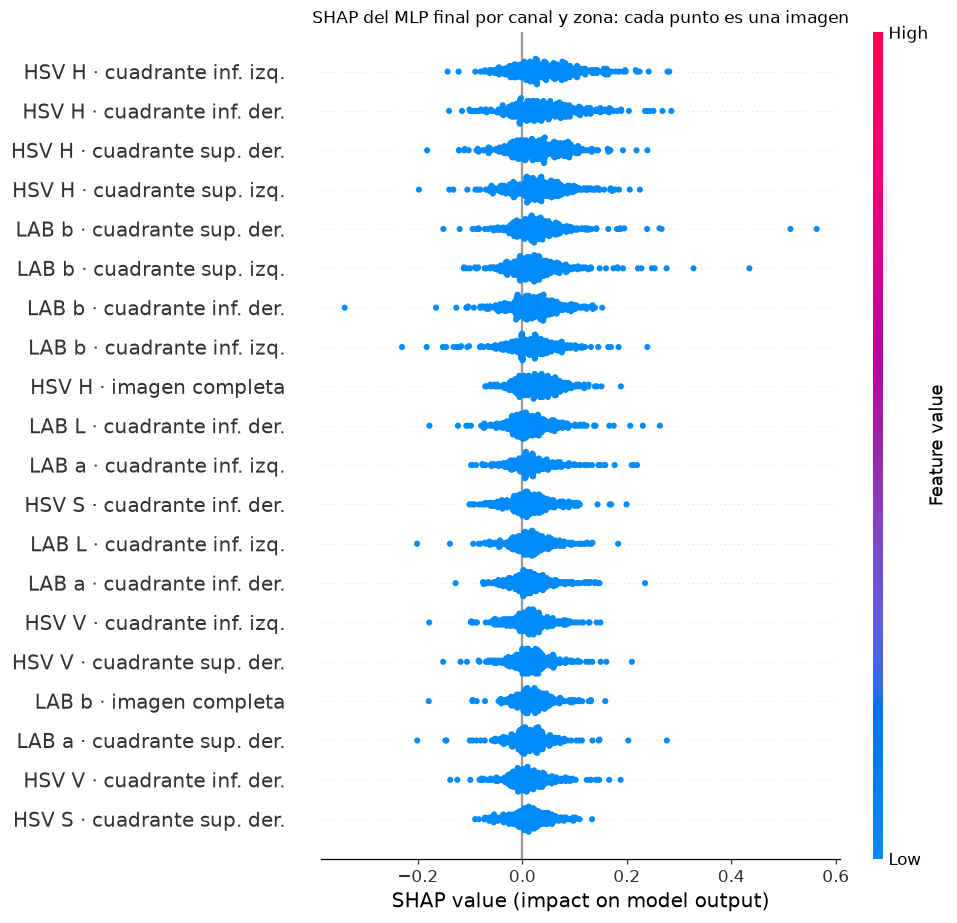 SHAP del MLP final por canal y zona: cada punto es una imagen
High
HSV H · cuadrante inf. izq.
HSV H · cuadrante inf. der.
HSV H · cuadrante sup. der.
HSV H · cuadrante sup. izq.
LAB b · cuadrante sup. der.
LAB b · cuadrante sup. izq.
LAB b · cuadrante inf. der.
LAB b · cuadrante inf. izq.
HSV H · imagen completa
LAB L · cuadrante inf. der.
LAB a · cuadrante inf. izq.
HSV S · cuadrante inf. der.
LAB L · cuadrante inf. izq.
LAB a · cuadrante inf. der.
HSV V · cuadrante inf. izq.
HSV V · cuadrante sup. der.
LAB b · imagen completa
LAB a · cuadrante sup. der.
HSV V · cuadrante inf. der.
HSV S · cuadrante sup. der.
Feature value
Low
−0.2 0.0 0.2 0.4 0.6
SHAP value (impact on model output)